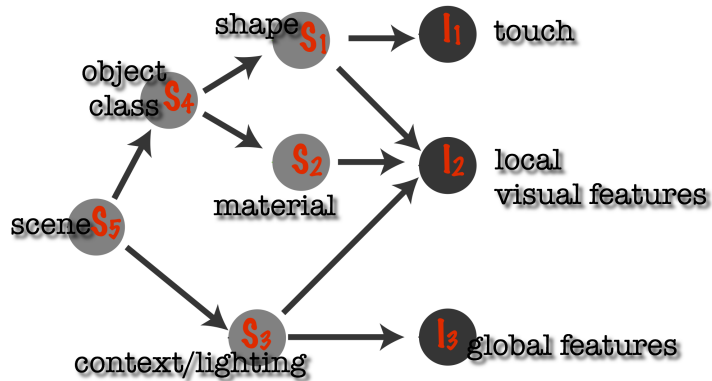 shape
S1
I1
touch
object
class
S4
S2
material
I2
local
visual features
scene
S5
S3
context/lighting
I3
global features